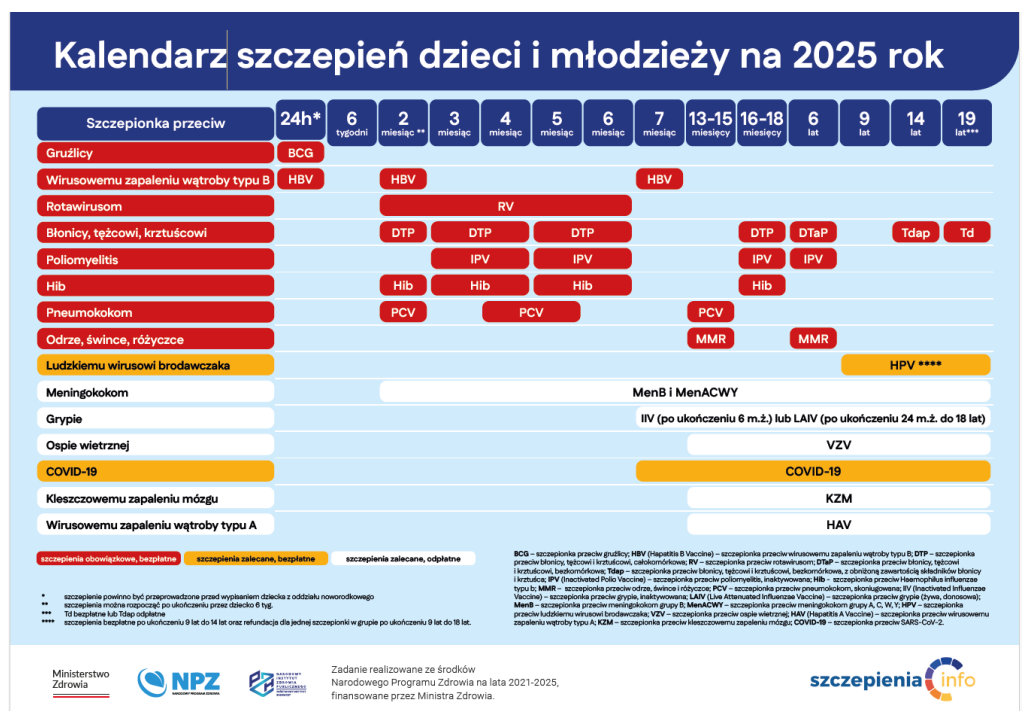 Kalendarz szczepień dzieci i młodzieży na 2025 rok
Szczepionka przeciw
24h*
6 tygodni
2 miesiąc **
3 miesiąc
4 miesiąc
5 miesiąc
6 miesiąc
7 miesiąc
13-15 miesięcy
16-18 miesięcy
6 lat
9 lat
14 lat
19 lat***
Gruźlicy BCG
Wirusowemu zapaleniu wątroby typu B HBV HBV HBV
Rotawirusom RV
Błonicy, tężcowi, krztuścowi DTP DTP DTP DTP DTaP Tdap Td
Poliomyelitis IPV IPV IPV IPV
Hib Hib Hib Hib Hib
Pneumokokom PCV PCV PCV
Odrze, śwince, różyczce MMR MMR
Ludzkiemu wirusowi brodawczaka HPV ****
Meningokokom MenB i MenACWY
Grypie IIV (po ukończeniu 6 m.ż.) lub LAIV (po ukończeniu 24 m.ż. do 18 lat)
Ospie wietrznej VZV
COVID-19 COVID-19
Kleszczowemu zapaleniu mózgu KZM
Wirusowemu zapaleniu wątroby typu A HAV
szczepienia obowiązkowe, bezpłatne szczepienia zalecane, bezpłatne szczepienia zalecane, odpłatne
* szczepienie powinno być przeprowadzone przed wypisaniem dziecka z oddziału noworodkowego
** szczepienia można rozpocząć po ukończeniu przez dziecko 6 tyg.
*** Td bezpłatne lub Tdap odpłatne
**** szczepienia bezpłatne po ukończeniu 9 lat do 14 lat oraz refundacja dla jednej szczepionki w grupie po ukończeniu 9 lat do 18 lat.
BCG – szczepionka przeciw gruźlicy; HBV (Hapatitis B Vaccine) – szczepionka przeciw wirusowemu zapaleniu wątroby typu B; DTP – szczepionka
przeciw błonicy, tężcowi i krztuścowi, całokomórkowa; RV – szczepionka przeciw rotawirusom; DTaP – szczepionka przeciw błonicy, tężcowi
i krztuścowi, bezkomórkowa; Tdap – szczepionka przeciw błonicy, tężcowi i krztuścowi, bezkomórkowa, z obniżoną zawartością składników błonicy
i krztuśca; IPV (Inactivated Polio Vaccine) – szczepionka przeciw poliomyelitis, inaktywowana; Hib - szczepionka przeciw Haemophilus influenzae
typu b; MMR – szczepionka przeciw odrze, śwince i różyczce; PCV – szczepionka przeciw pneumokokom, skoniugowana; IIV (Inactivated Influenzae
Vaccine) – szczepionka przeciw grypie, inaktywowana; LAIV (Live Attenuated Influenzae Vaccine) – szczepionka przeciw grypie (żywa, donosowa);
MenB – szczepionka przeciw meningokom grupy B; MenACWY – szczepionka przeciw meningokom grupy A, C, W, Y; HPV – szczepionka
przeciw ludzkiemu wirusowi brodawczaka; VZV – szczepionka przeciw ospie wietrznej; HAV (Hapatitis A Vaccine) – szczepionka przeciw wirusowemu
zapaleniu wątroby typu A; KZM – szczepionka przeciw kleszczowemu zapaleniu mózgu; COVID-19 – szczepionka przeciw SARS-CoV-2.
Ministerstwo
Zdrowia
NPZ
NARODOWY PROGRAM ZDROWIA
NARODOWY
INSTYTUT
ZDROWIA
PUBLICZNEGO
Zadanie realizowane ze środków
Narodowego Programu Zdrowia na lata 2021-2025,
finansowane przez Ministra Zdrowia.
szczepienia info